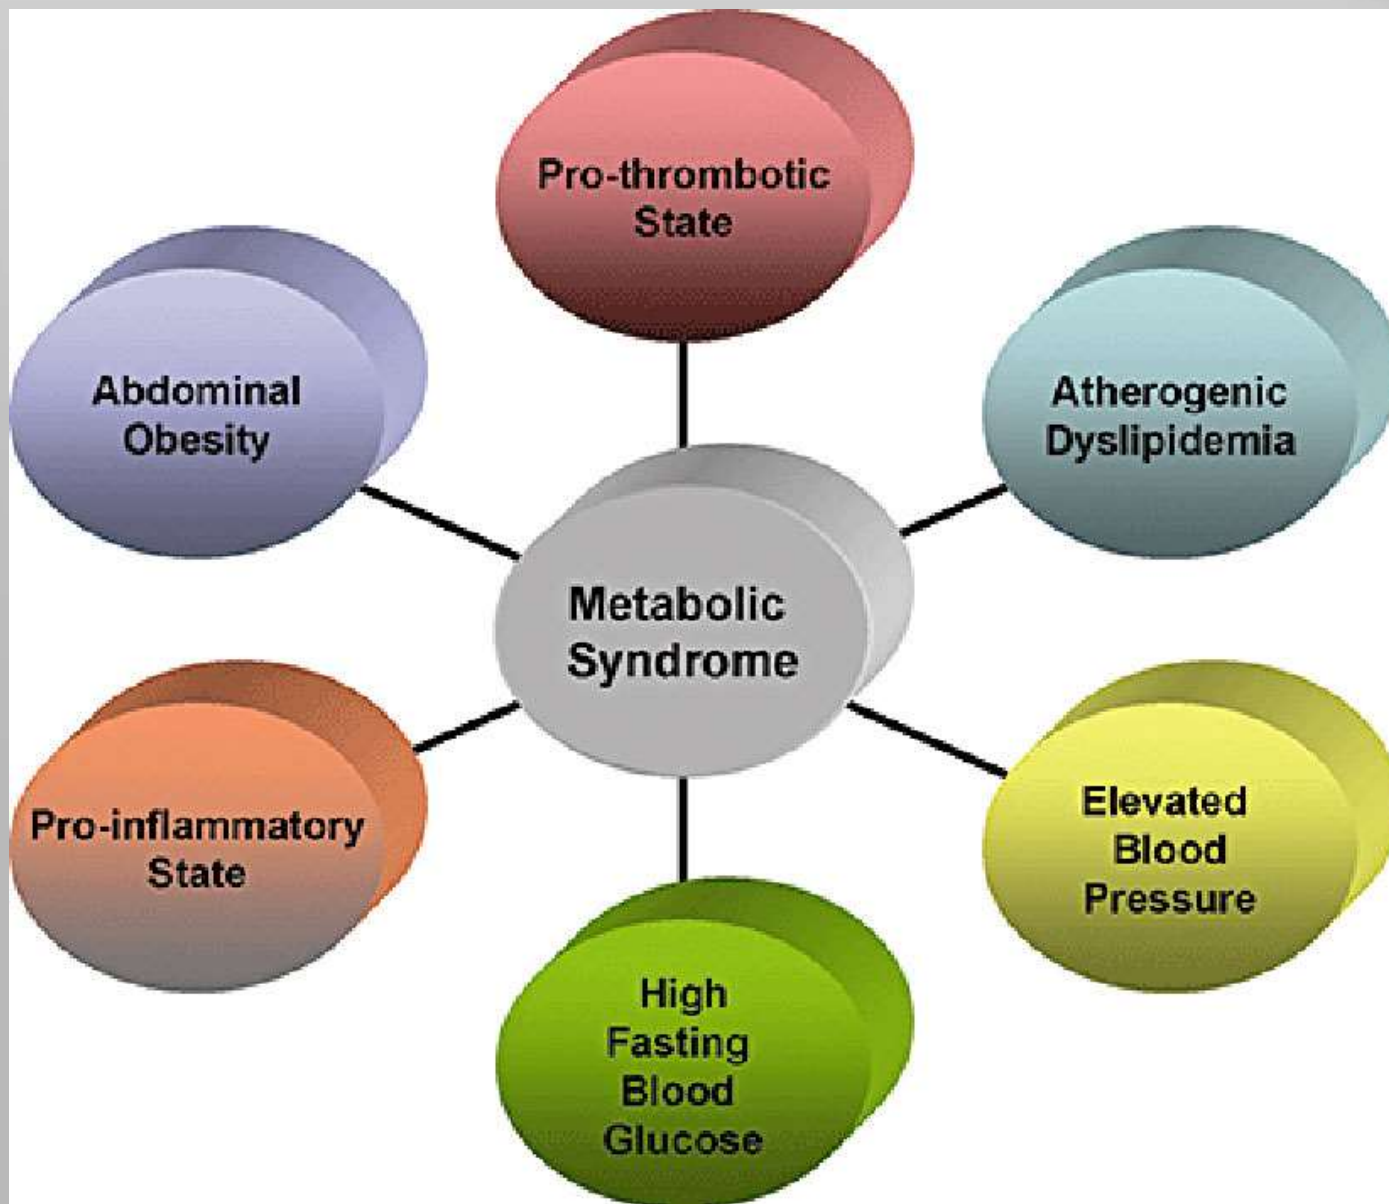 Pro-thrombotic
State
Abdominal
Obesity
Atherogenic
Dyslipidemia
Metabolic
Syndrome
Pro-inflammatory
State
Elevated
Blood
Pressure
High
Fasting
Blood
Glucose